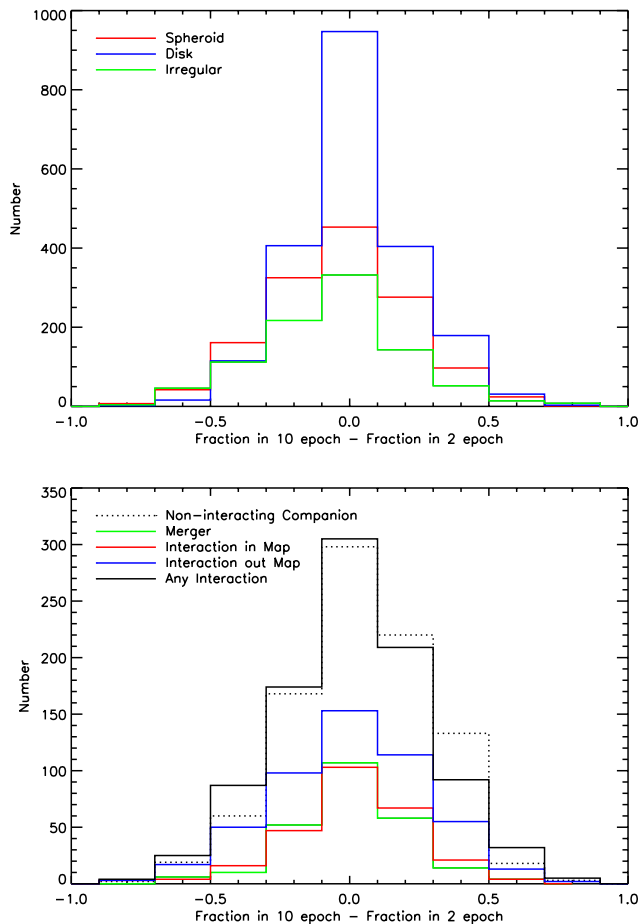 1000
800
600
400
200
0
Number
Spheroid
Disk
Irregular
-1.0
-0.5
0.0
0.5
1.0
Fraction in 10 epoch - Fraction in 2 epoch
350
300
250
200
150
100
50
0
Number
Non-interacting Companion
Merger
Interaction in Map
Interaction out Map
Any Interaction
-1.0
-0.5
0.0
0.5
1.0
Fraction in 10 epoch - Fraction in 2 epoch